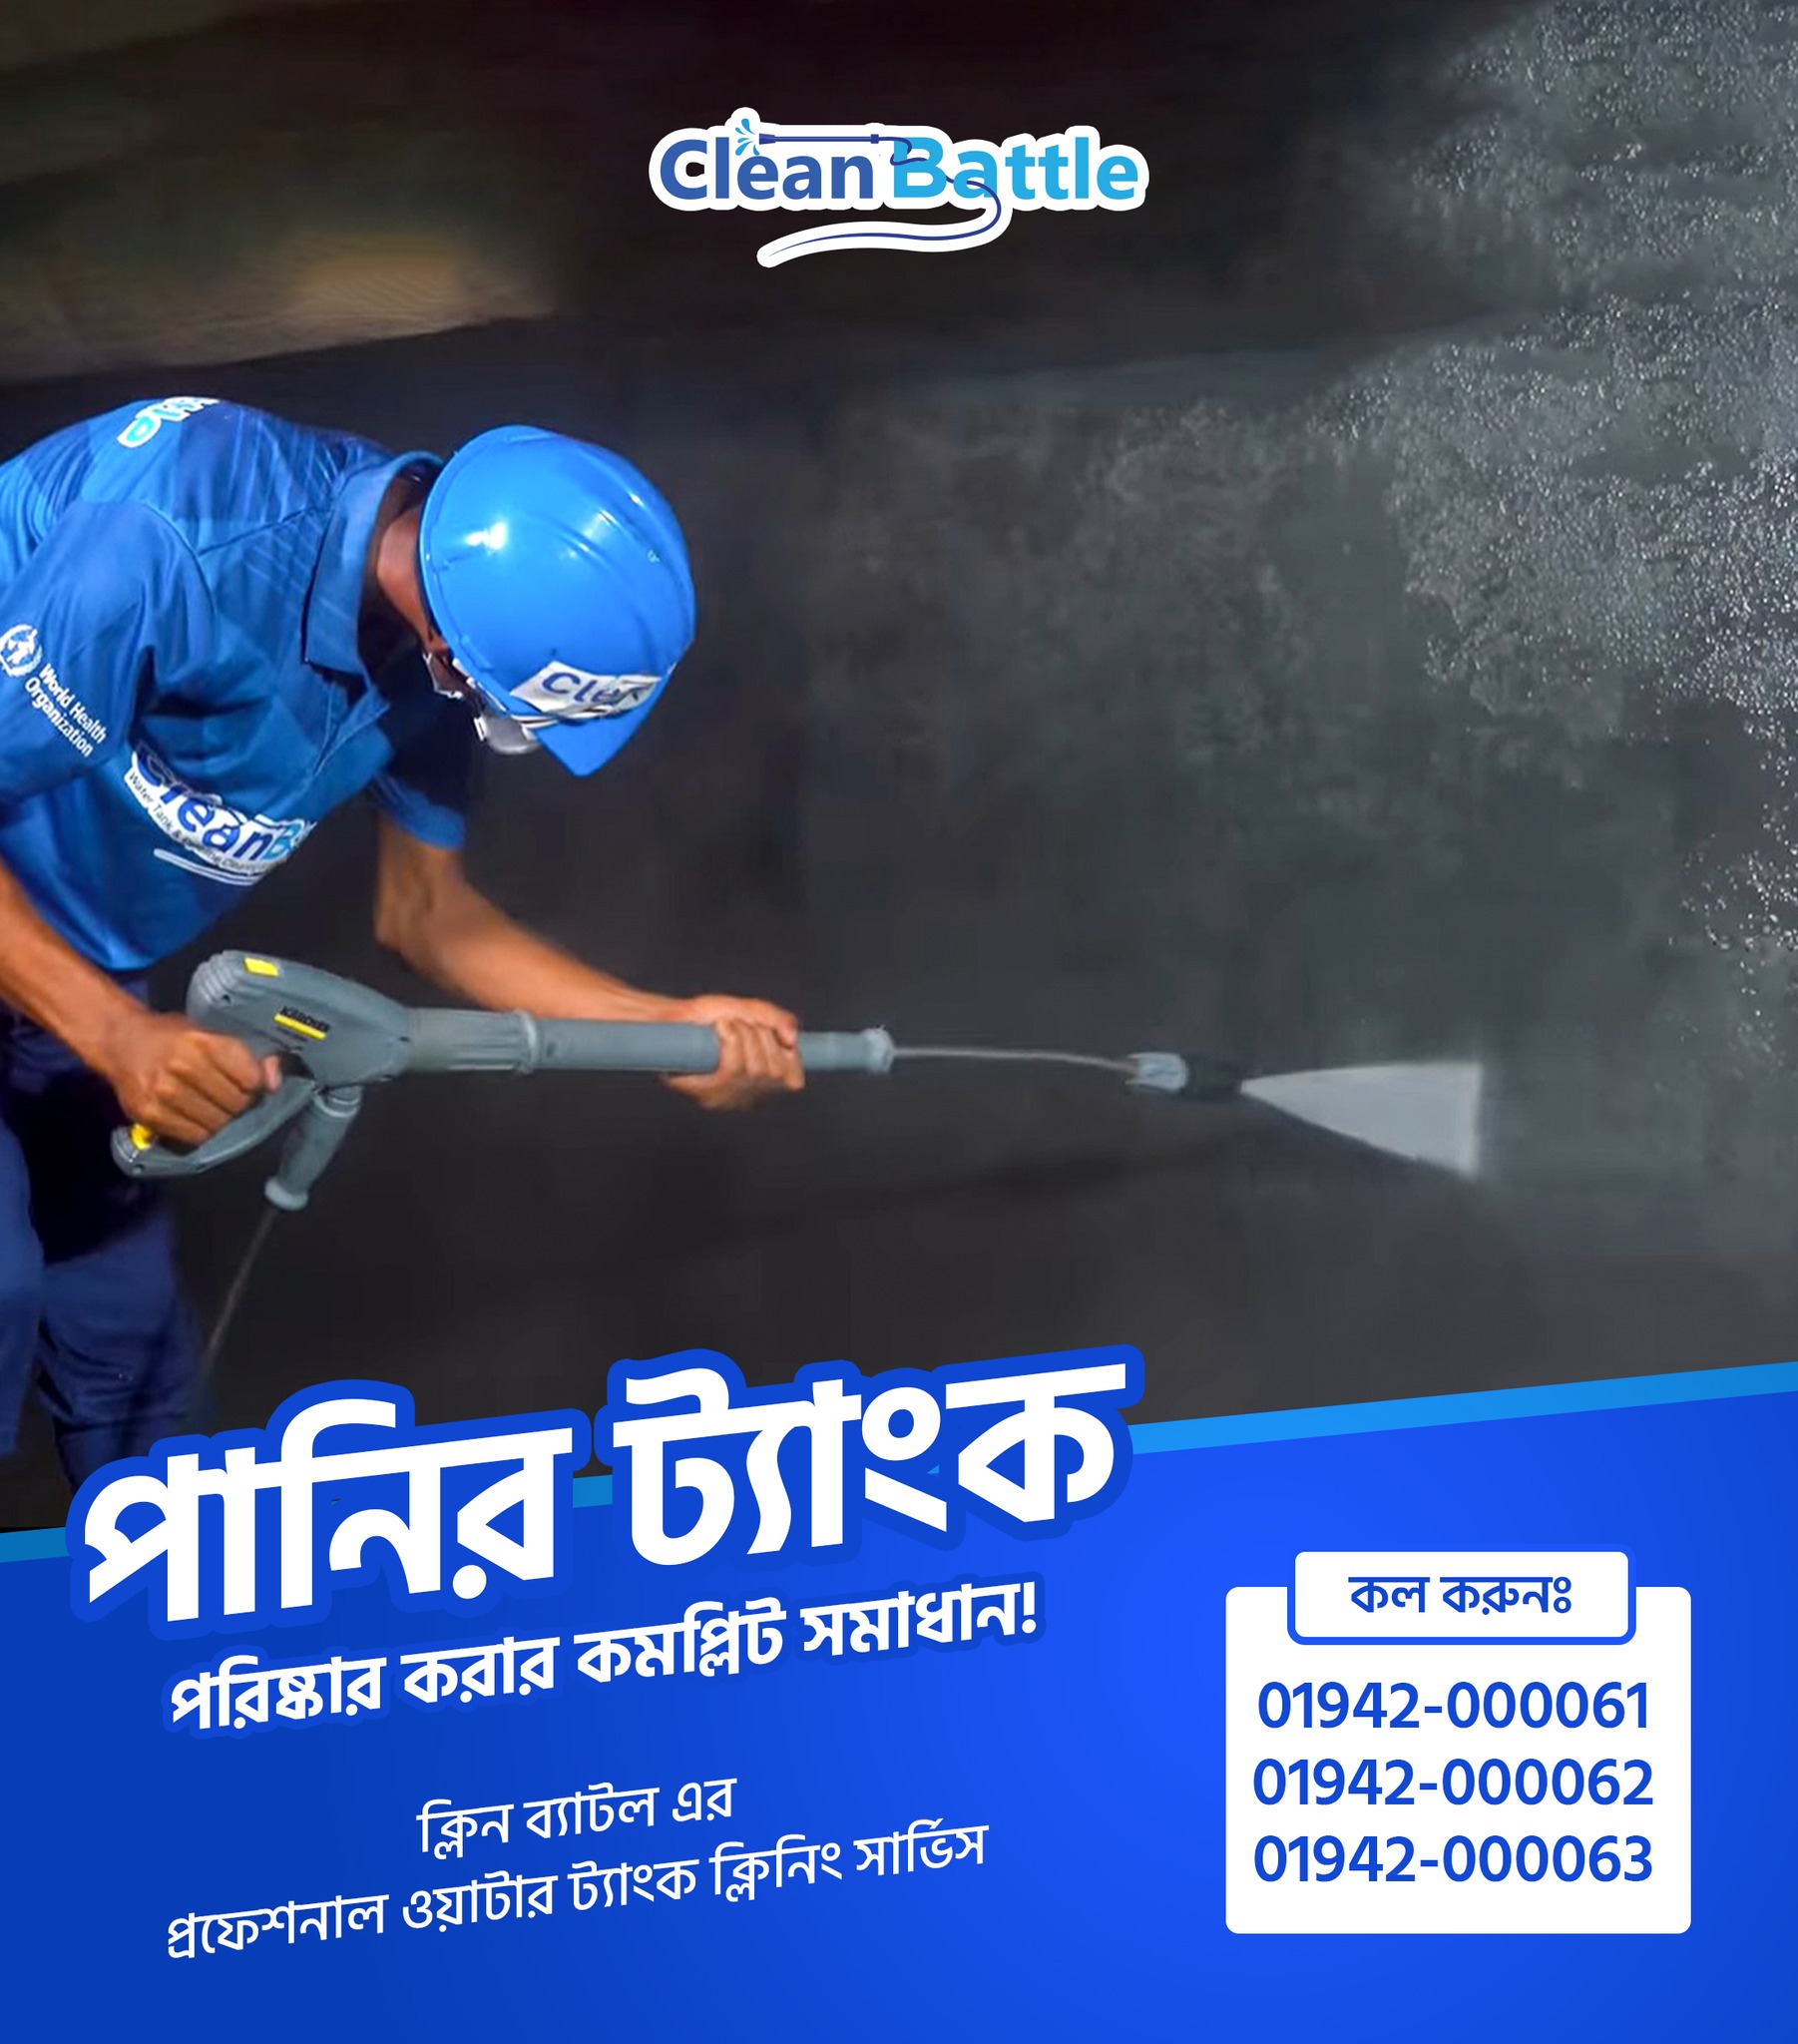 Clean Battle
World Health
Organization
Clean
পানির ট্যাংক
পরিষ্কার করার কমপ্লিট সমাধান!
ক্লিন ব্যাটল এর
প্রফেশনাল ওয়াটার ট্যাংক ক্লিনিং সার্ভিস
কল করুনঃ
01942-000061
01942-000062
01942-000063